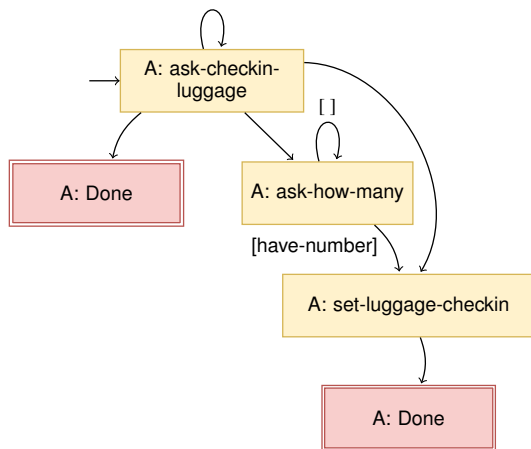 A: ask-checkin-
luggage
[ ]
A: Done
A: ask-how-many
[have-number]
A: set-luggage-checkin
A: Done